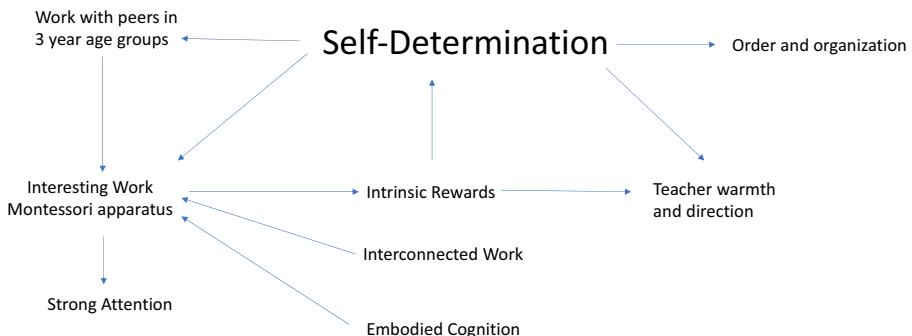 Work with peers in
3 year age groups
Self-Determination
Order and organization
Interesting Work
Montessori apparatus
Intrinsic Rewards
Teacher warmth
and direction
Interconnected Work
Strong Attention
Embodied Cognition